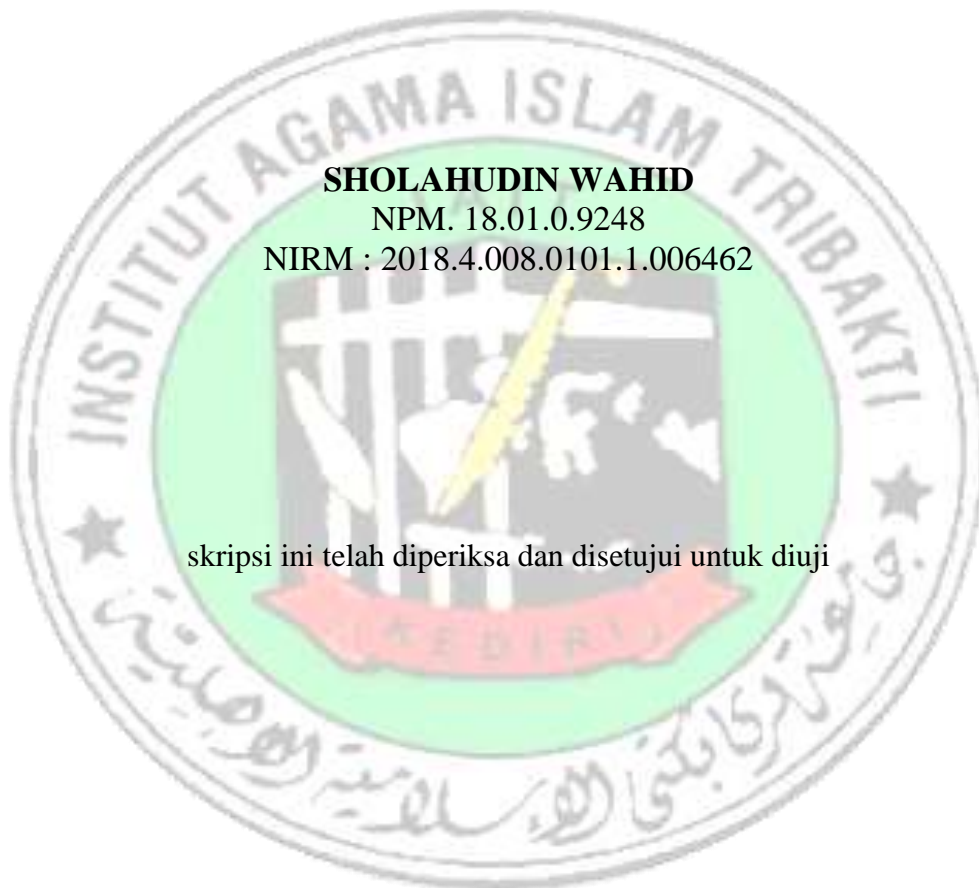 INSTITUT AGAMA ISLAM TRIBAKTI
SHOLAHUDIN WAHID
NPM. 18.01.0.9248
NIRM : 2018.4.008.0101.1.006462
skripsi ini telah diperiksa dan disetujui untuk diuji
KEDIRI